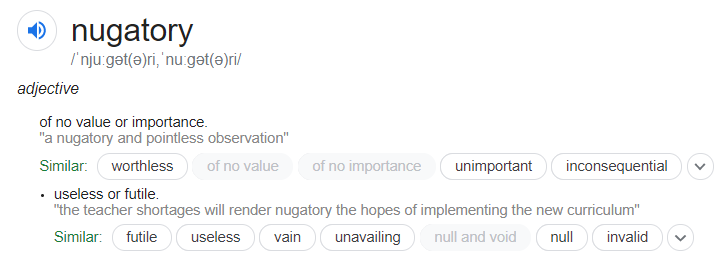 nugatory
/ˈnjuːɡət(ə)ri,ˈnuːɡət(ə)ri/
adjective
of no value or importance.
"a nugatory and pointless observation"
Similar: worthless of no value of no importance unimportant inconsequential
• useless or futile.
"the teacher shortages will render nugatory the hopes of implementing the new curriculum"
Similar: futile useless vain unavailing null and void null invalid